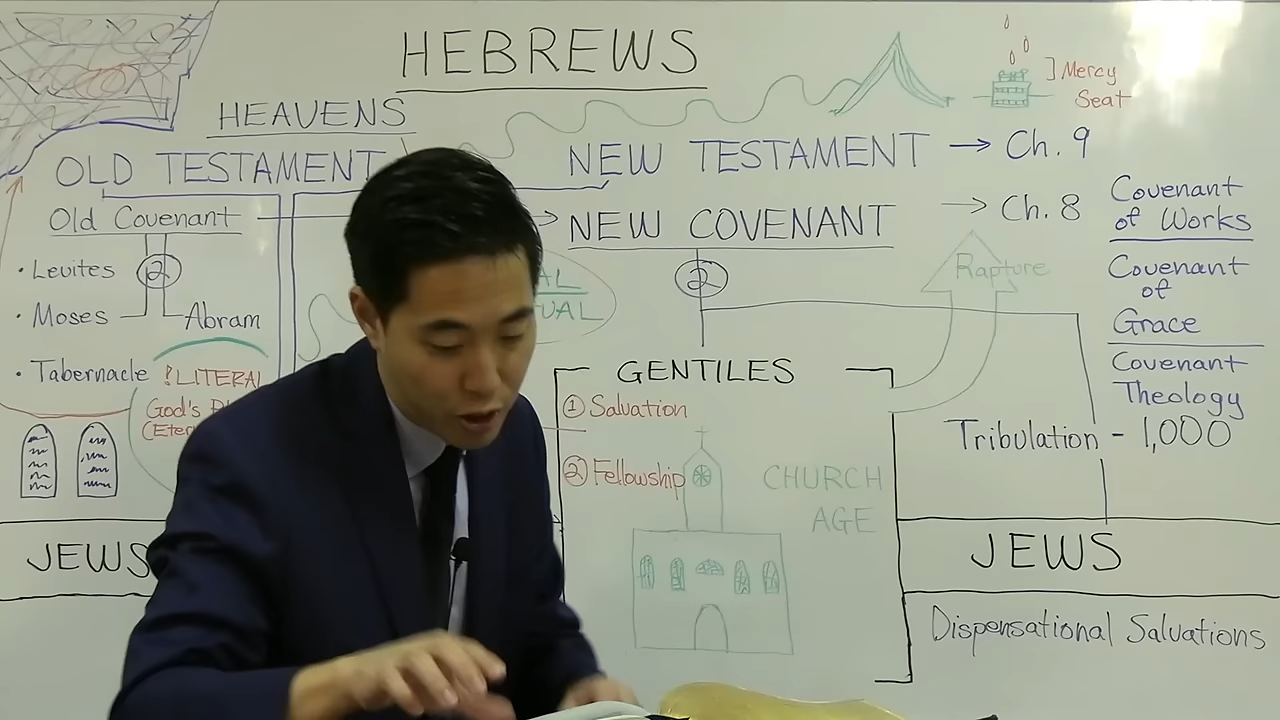 HEBREWS
Mercy
Seat
HEAVENS
OLD TESTAMENT
NEW TESTAMENT → Ch. 9
Old Covenant
NEW COVENANT → Ch. 8
Covenant
of Works
Covenant
of
Grace
Covenant
Theology
2
· Levites
· Moses
Abram
· Tabernacle
! LITERAL
God's
2
Rapture
GENTILES
① Salvation
② Fellowship
CHURCH
AGE
Tribulation - 1,000
JEWS
JEWS
Dispensational Salvations